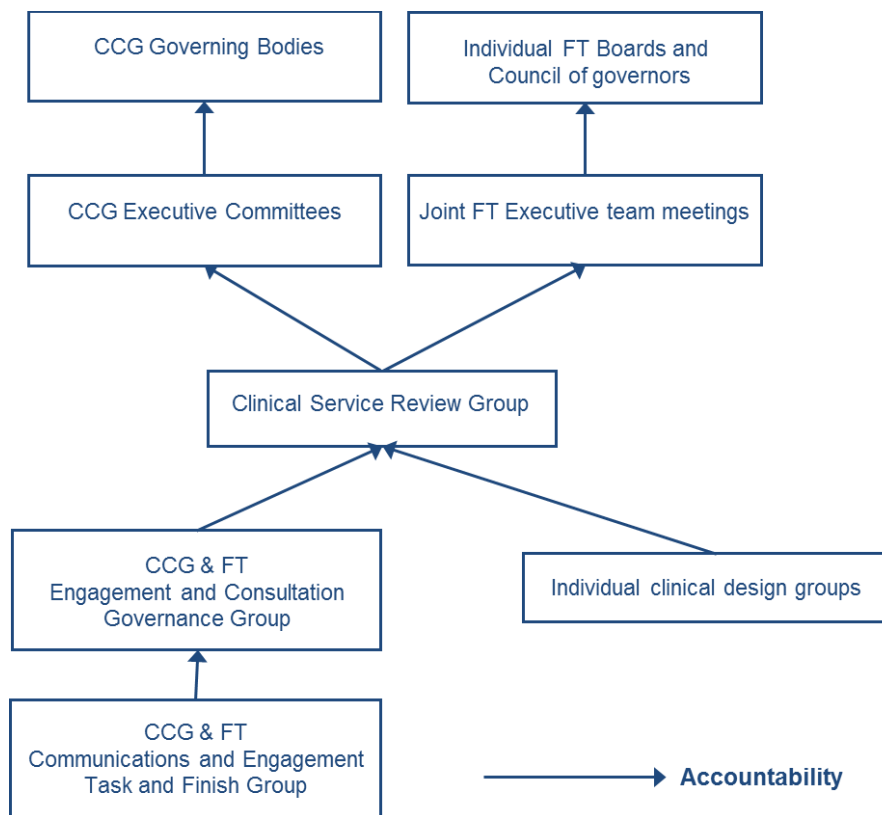 CCG Governing Bodies
Individual FT Boards and
Council of governors
CCG Executive Committees
Joint FT Executive team meetings
Clinical Service Review Group
CCG & FT
Engagement and Consultation
Governance Group
Individual clinical design groups
CCG & FT
Communications and Engagement
Task and Finish Group
Accountability